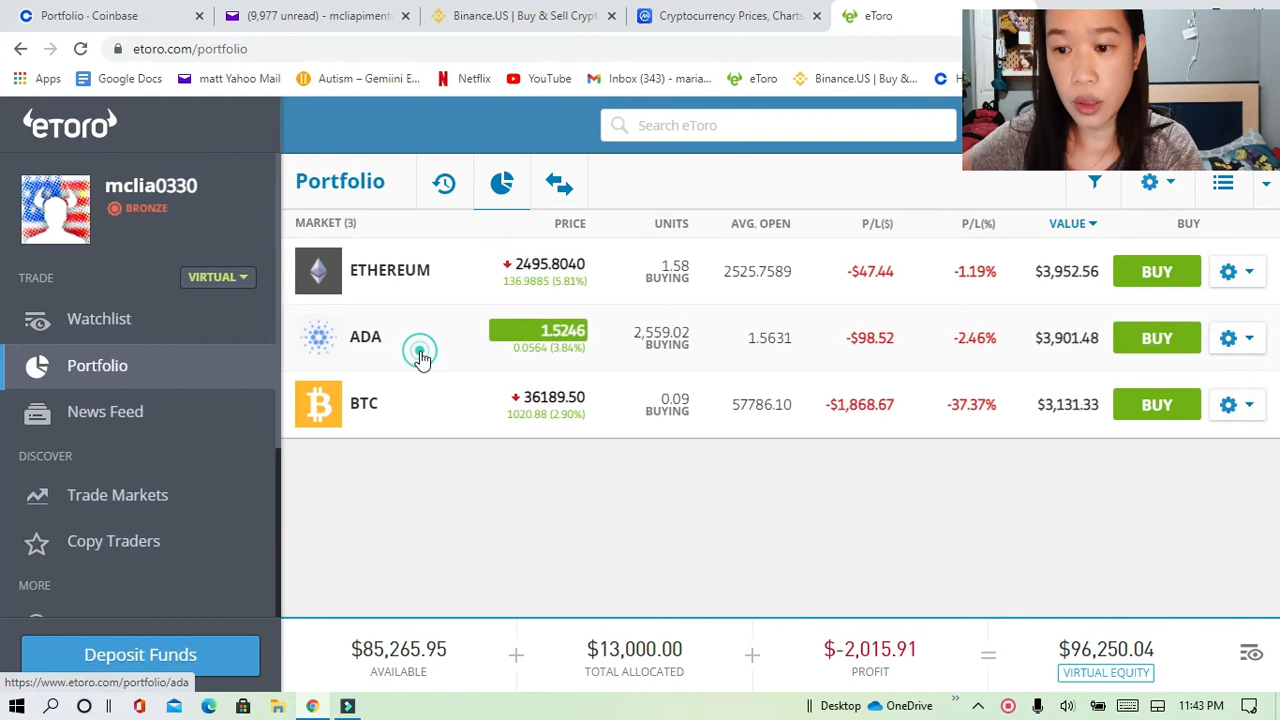 Portfolio - Coinbase
(9,977 unread) - mclapiment
Binance.US | Buy & Sell Crypt
Cryptocurrency Prices, Charts
eToro
etoro.com/portfolio
Apps
Google Docs
matt Yahoo Mail
Autism – Gemiini E...
Netflix
YouTube
Inbox (343) - maria...
eToro
Binance.US | Buy &...
eToro
Search eToro
mclia0330
BRONZE
TRADE
VIRTUAL
Watchlist
Portfolio
News Feed
DISCOVER
Trade Markets
Copy Trader
MORE
Deposit Funds
https://www.etoro.com/portfolio/ada
Portfolio
MARKET (3) PRICE UNITS AVG. OPEN P/L($) P/L(%) VALUE BUY
ETHEREUM 2495.8040 1.58 2525.7589 -$47.44 -1.19% $3,952.56 BUY
136.9885 (5.81%) BUYING
ADA 1.5246 2,559.02 1.5631 -$98.52 -2.46% $3,901.48 BUY
0.0564 (3.84%) BUYING
BTC 36189.50 0.09 57786.10 -$1,868.67 -37.37% $3,131.33 BUY
1020.88 (2.90%) BUYING
$85,265.95 + $13,000.00 + $-2,015.91 = $96,250.04
AVAILABLE TOTAL ALLOCATED PROFIT VIRTUAL EQUITY
Desktop OneDrive 11:43 PM